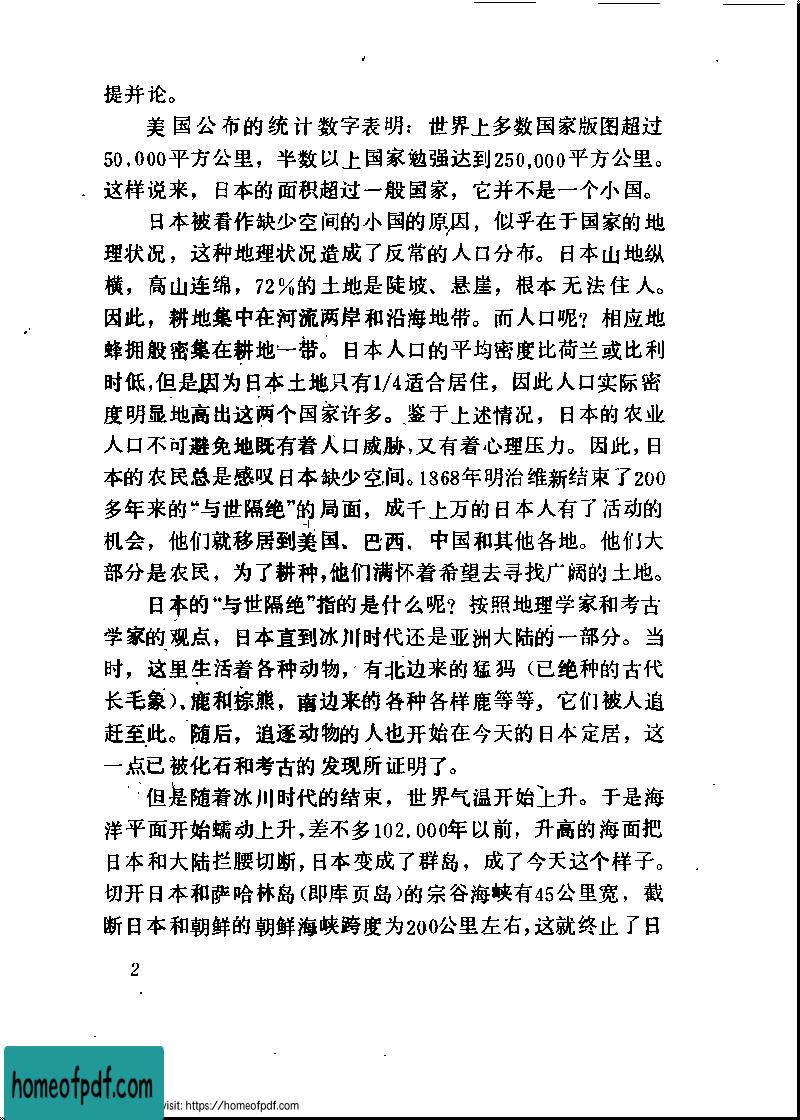 提并论。
美国公布的统计数字表明：世界上多数国家版图超过
50,000平方公里，半数以上国家勉强达到250,000平方公里。
这样说来，日本的面积超过一般国家，它并不是一个小国。
日本被看作缺少空间的小国的原因，似乎在于国家的地
理状况，这种地理状况造成了反常的人口分布。日本山地纵
横，高山连绵，72%的土地是陡坡、悬崖，根本无法住人。
因此，耕地集中在河流两岸和沿海地带。而人口呢？相应地
蜂拥般密集在耕地一带。日本人口的平均密度比荷兰或比利
时低，但是因为日本土地只有1/4适合居住，因此人口实际密
度明显地高出这两个国家许多。鉴于上述情况，日本的农业
人口不可避免地既有着人口威胁，又有着心理压力。因此，日
本的农民总是感叹日本缺少空间。1868年明治维新结束了200
多年来的“与世隔绝”的局面，成千上万的日本人有了活动的
机会，他们就移居到美国、巴西、中国和其他各地。他们大
部分是农民，为了耕种，他们满怀着希望去寻找广阔的土地。
日本的“与世隔绝”指的是什么呢？按照地理学家和考古
学家的观点，日本直到冰川时代还是亚洲大陆的一部分。当
时，这里生活着各种动物，有北边来的猛犸（已绝种的古代
长毛象）、鹿和棕熊，南边来的各种各样鹿等等，它们被人追
赶至此。随后，追逐动物的人也开始在今天的日本定居，这
一点已被化石和考古的发现所证明了。
但是随着冰川时代的结束，世界气温开始上升。于是海
洋平面开始蠕动上升，差不多102.000年以前，升高的海面把
日本和大陆拦腰切断，日本变成了群岛，成了今天这个样子。
切开日本和萨哈林岛（即库页岛）的宗谷海峡有45公里宽，截
断日本和朝鲜的朝鲜海峡跨度为200公里左右，这就终止了日
2
homeofpdf.com
visit: https://homeofpdf.com